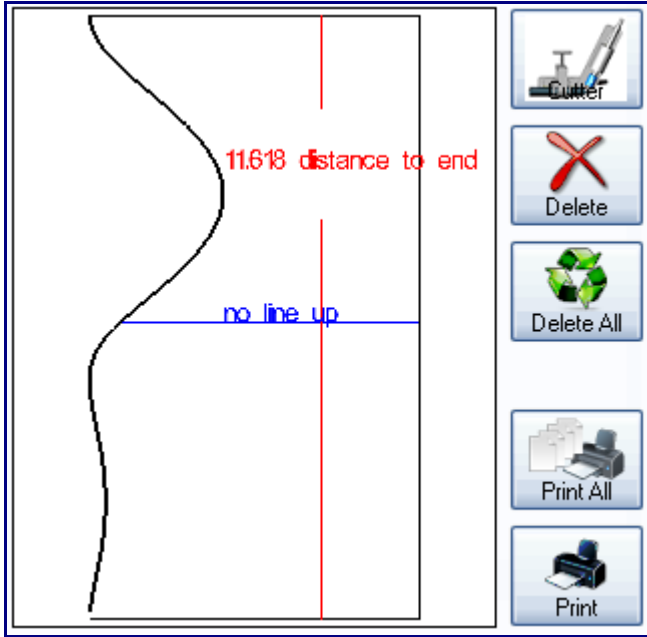 Cutter
11.618 distance to end
Delete
no line up
Delete All
Print All
Print